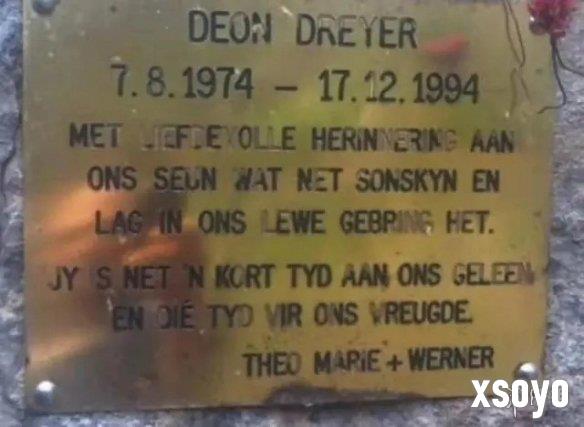 DEON DREYER
7.8.1974 – 17.12.1994
MET LIEFDEVOLLE HERINNERING AAN
ONS SEUN WAT NET SONSKYN EN
LAG IN ONS LEWE GEBRING HET.
JY IS NET 'N KORT TYD AAN ONS GELEEN
EN DIÉ TYD VIR ONS VREUGDE.
THEO MARIE + WERNER
xsoyo